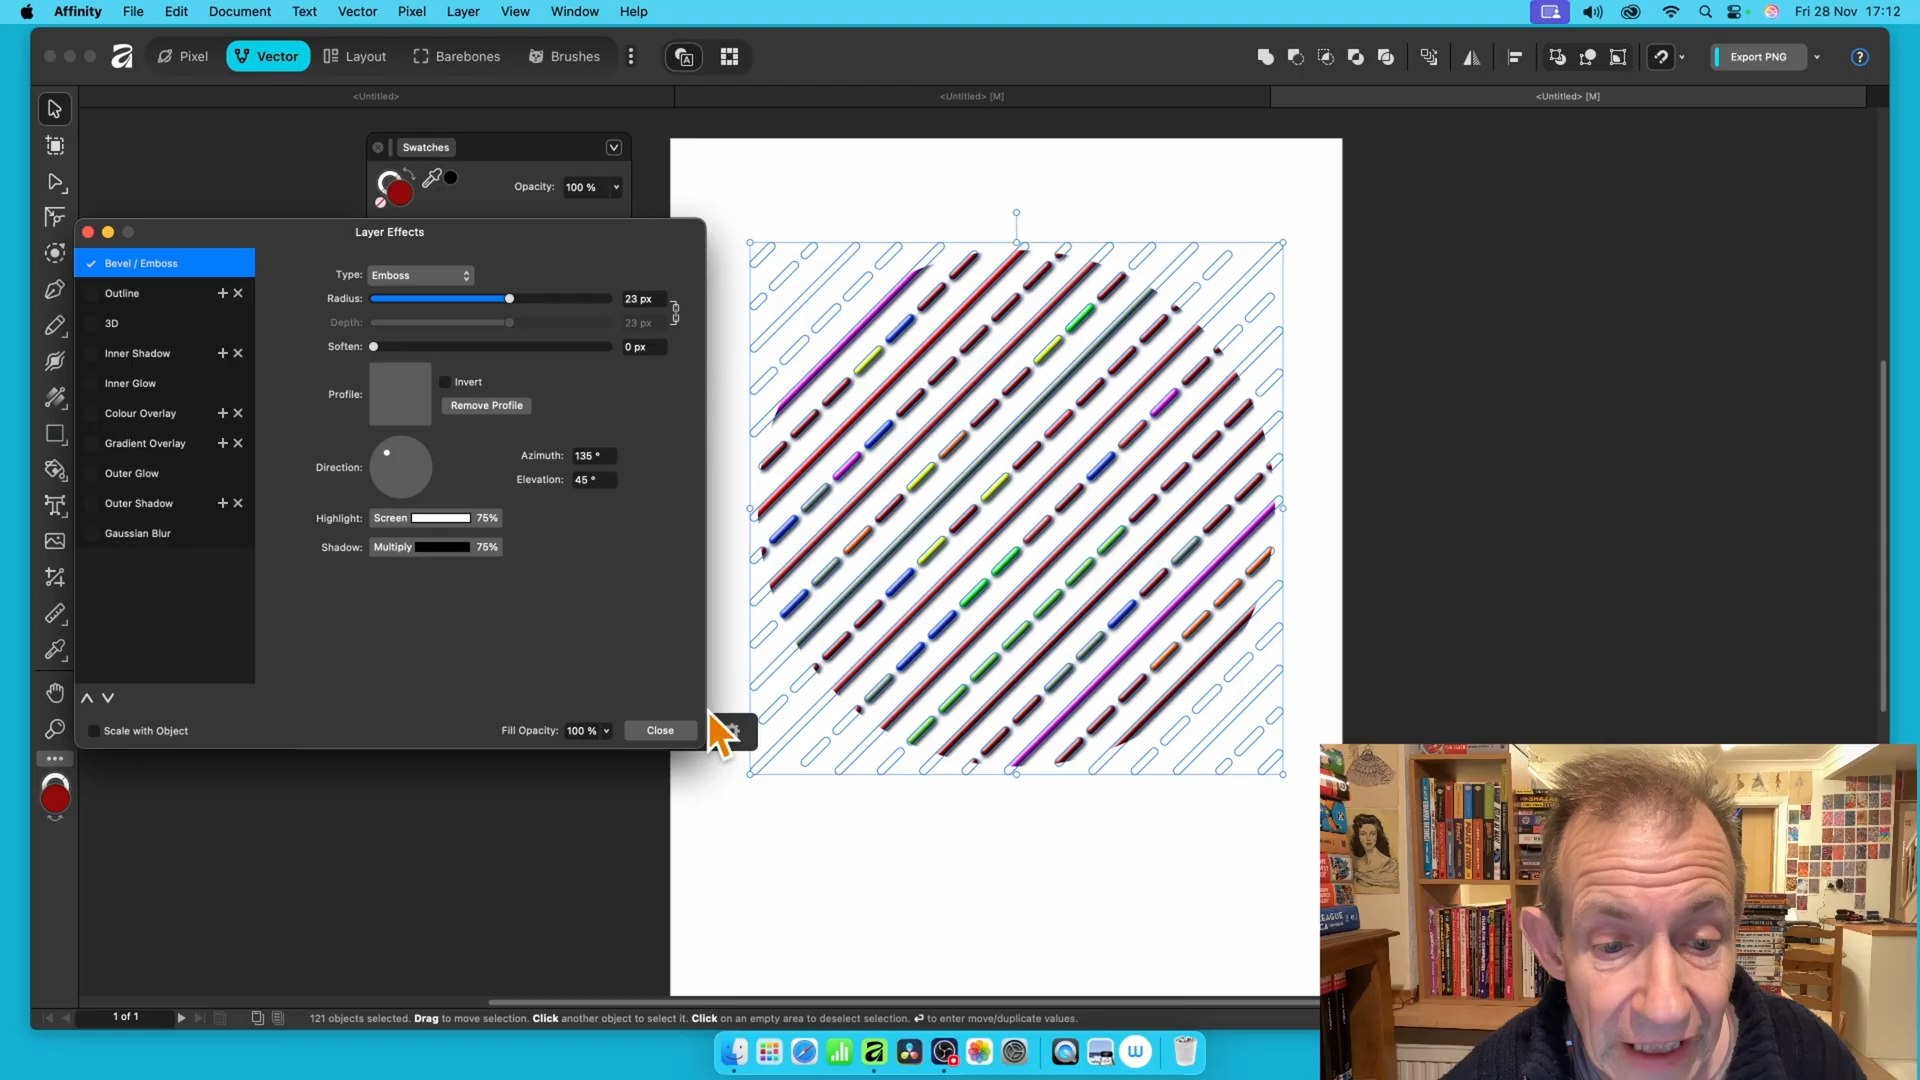 Affinity File Edit Document Text Vector Pixel Layer View Window Help Fri 28 Nov 17:12
Pixel Vector Layout Barebones Brushes A Export PNG ?
<Untitled> <Untitled> [M] <Untitled> [M]
Swatches
Opacity: 100 %
Layer Effects
Bevel / Emboss
Outline
3D
Inner Shadow
Inner Glow
Colour Overlay
Gradient Overlay
Outer Glow
Outer Shadow
Gaussian Blur
Type: Emboss
Radius: 23 px
Depth: 23 px
Soften: 0 px
Profile: Invert
Remove Profile
Direction: Azimuth: 135 °
Elevation: 45 °
Highlight: Screen 75%
Shadow: Multiply 75%
Scale with Object Fill Opacity: 100 % Close
1 of 1 121 objects selected. Drag to move selection. Click another object to select it. Click on an empty area to deselect selection. ↵ to enter move/duplicate values.